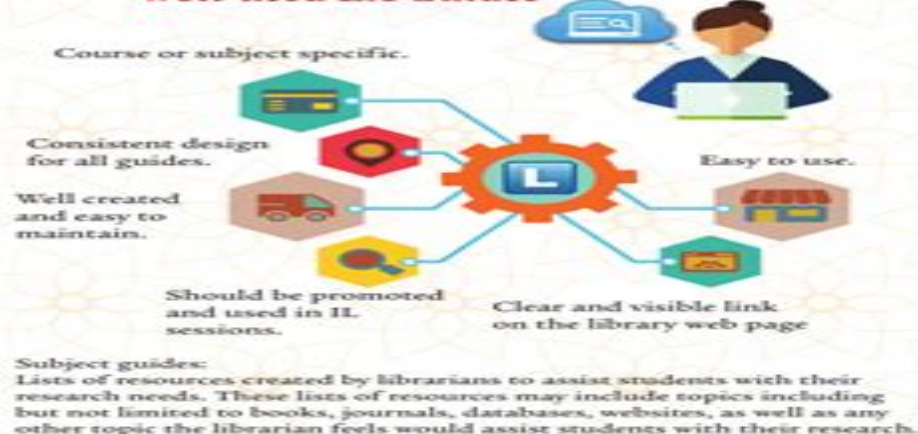 Course or subject specific.
Consistent design
for all guides.
Well created
and easy to
maintain.
Should be promoted
and used in IL
sessions.
L
Easy to use.
Clear and visible link
on the library web page
Subject guides:
Lists of resources created by librarians to assist students with their
research needs. These lists of resources may include topics including
but not limited to books, journals, databases, websites, as well as any
other topic the librarian feels would assist students with their research.